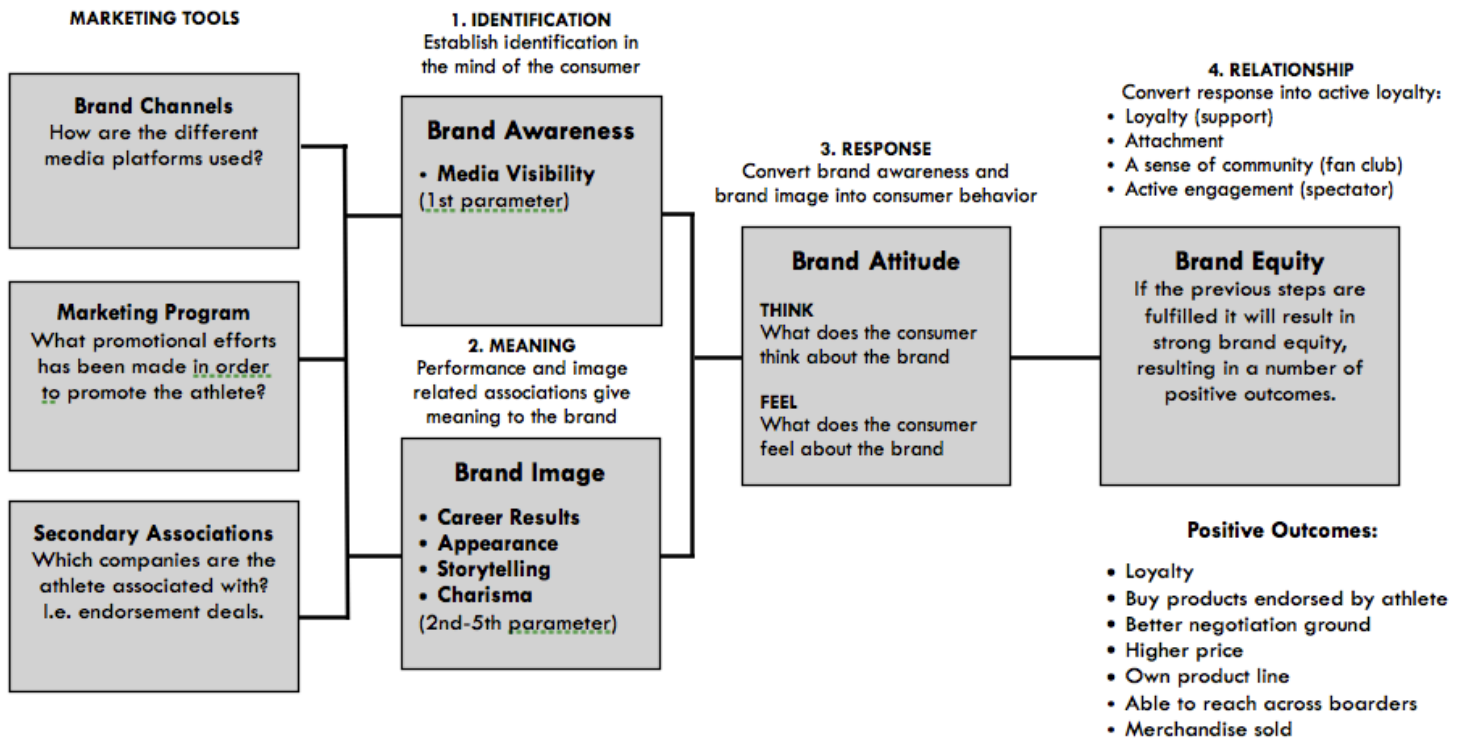 MARKETING TOOLS
Brand Channels
How are the different
media platforms used?
Marketing Program
What promotional efforts
has been made in order
to promote the athlete?
Secondary Associations
Which companies are the
athlete associated with?
I.e. endorsement deals.
1. IDENTIFICATION
Establish identification in
the mind of the consumer
Brand Awareness
• Media Visibility
(1st parameter)
2. MEANING
Performance and image
related associations give
meaning to the brand
Brand Image
• Career Results
• Appearance
• Storytelling
• Charisma
(2nd-5th parameter)
3. RESPONSE
Convert brand awareness and
brand image into consumer behavior
Brand Attitude
THINK
What does the consumer
think about the brand
FEEL
What does the consumer
feel about the brand
4. RELATIONSHIP
Convert response into active loyalty:
• Loyalty (support)
• Attachment
• A sense of community (fan club)
• Active engagement (spectator)
Brand Equity
If the previous steps are
fulfilled it will result in
strong brand equity,
resulting in a number of
positive outcomes.
Positive Outcomes:
• Loyalty
• Buy products endorsed by athlete
• Better negotiation ground
• Higher price
• Own product line
• Able to reach across boarders
• Merchandise sold